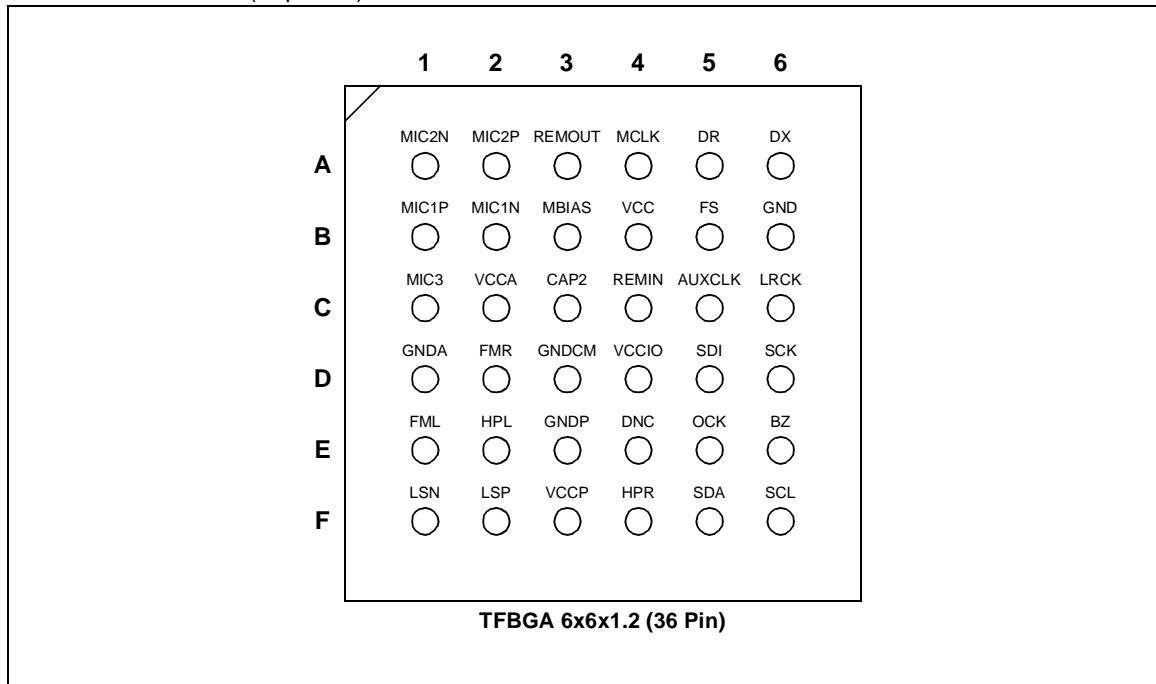 1 2 3 4 5 6
MIC2N MIC2P REMOUT MCLK DR DX
A
MIC1P MIC1N MBIAS VCC FS GND
B
MIC3 VCCA CAP2 REMIN AUXCLK LRCK
C
GNDA FMR GNDCM VCCIO SDI SCK
D
FML HPL GNDP DNC OCK BZ
E
LSN LSP VCCP HPR SDA SCL
F
TFBGA 6x6x1.2 (36 Pin)